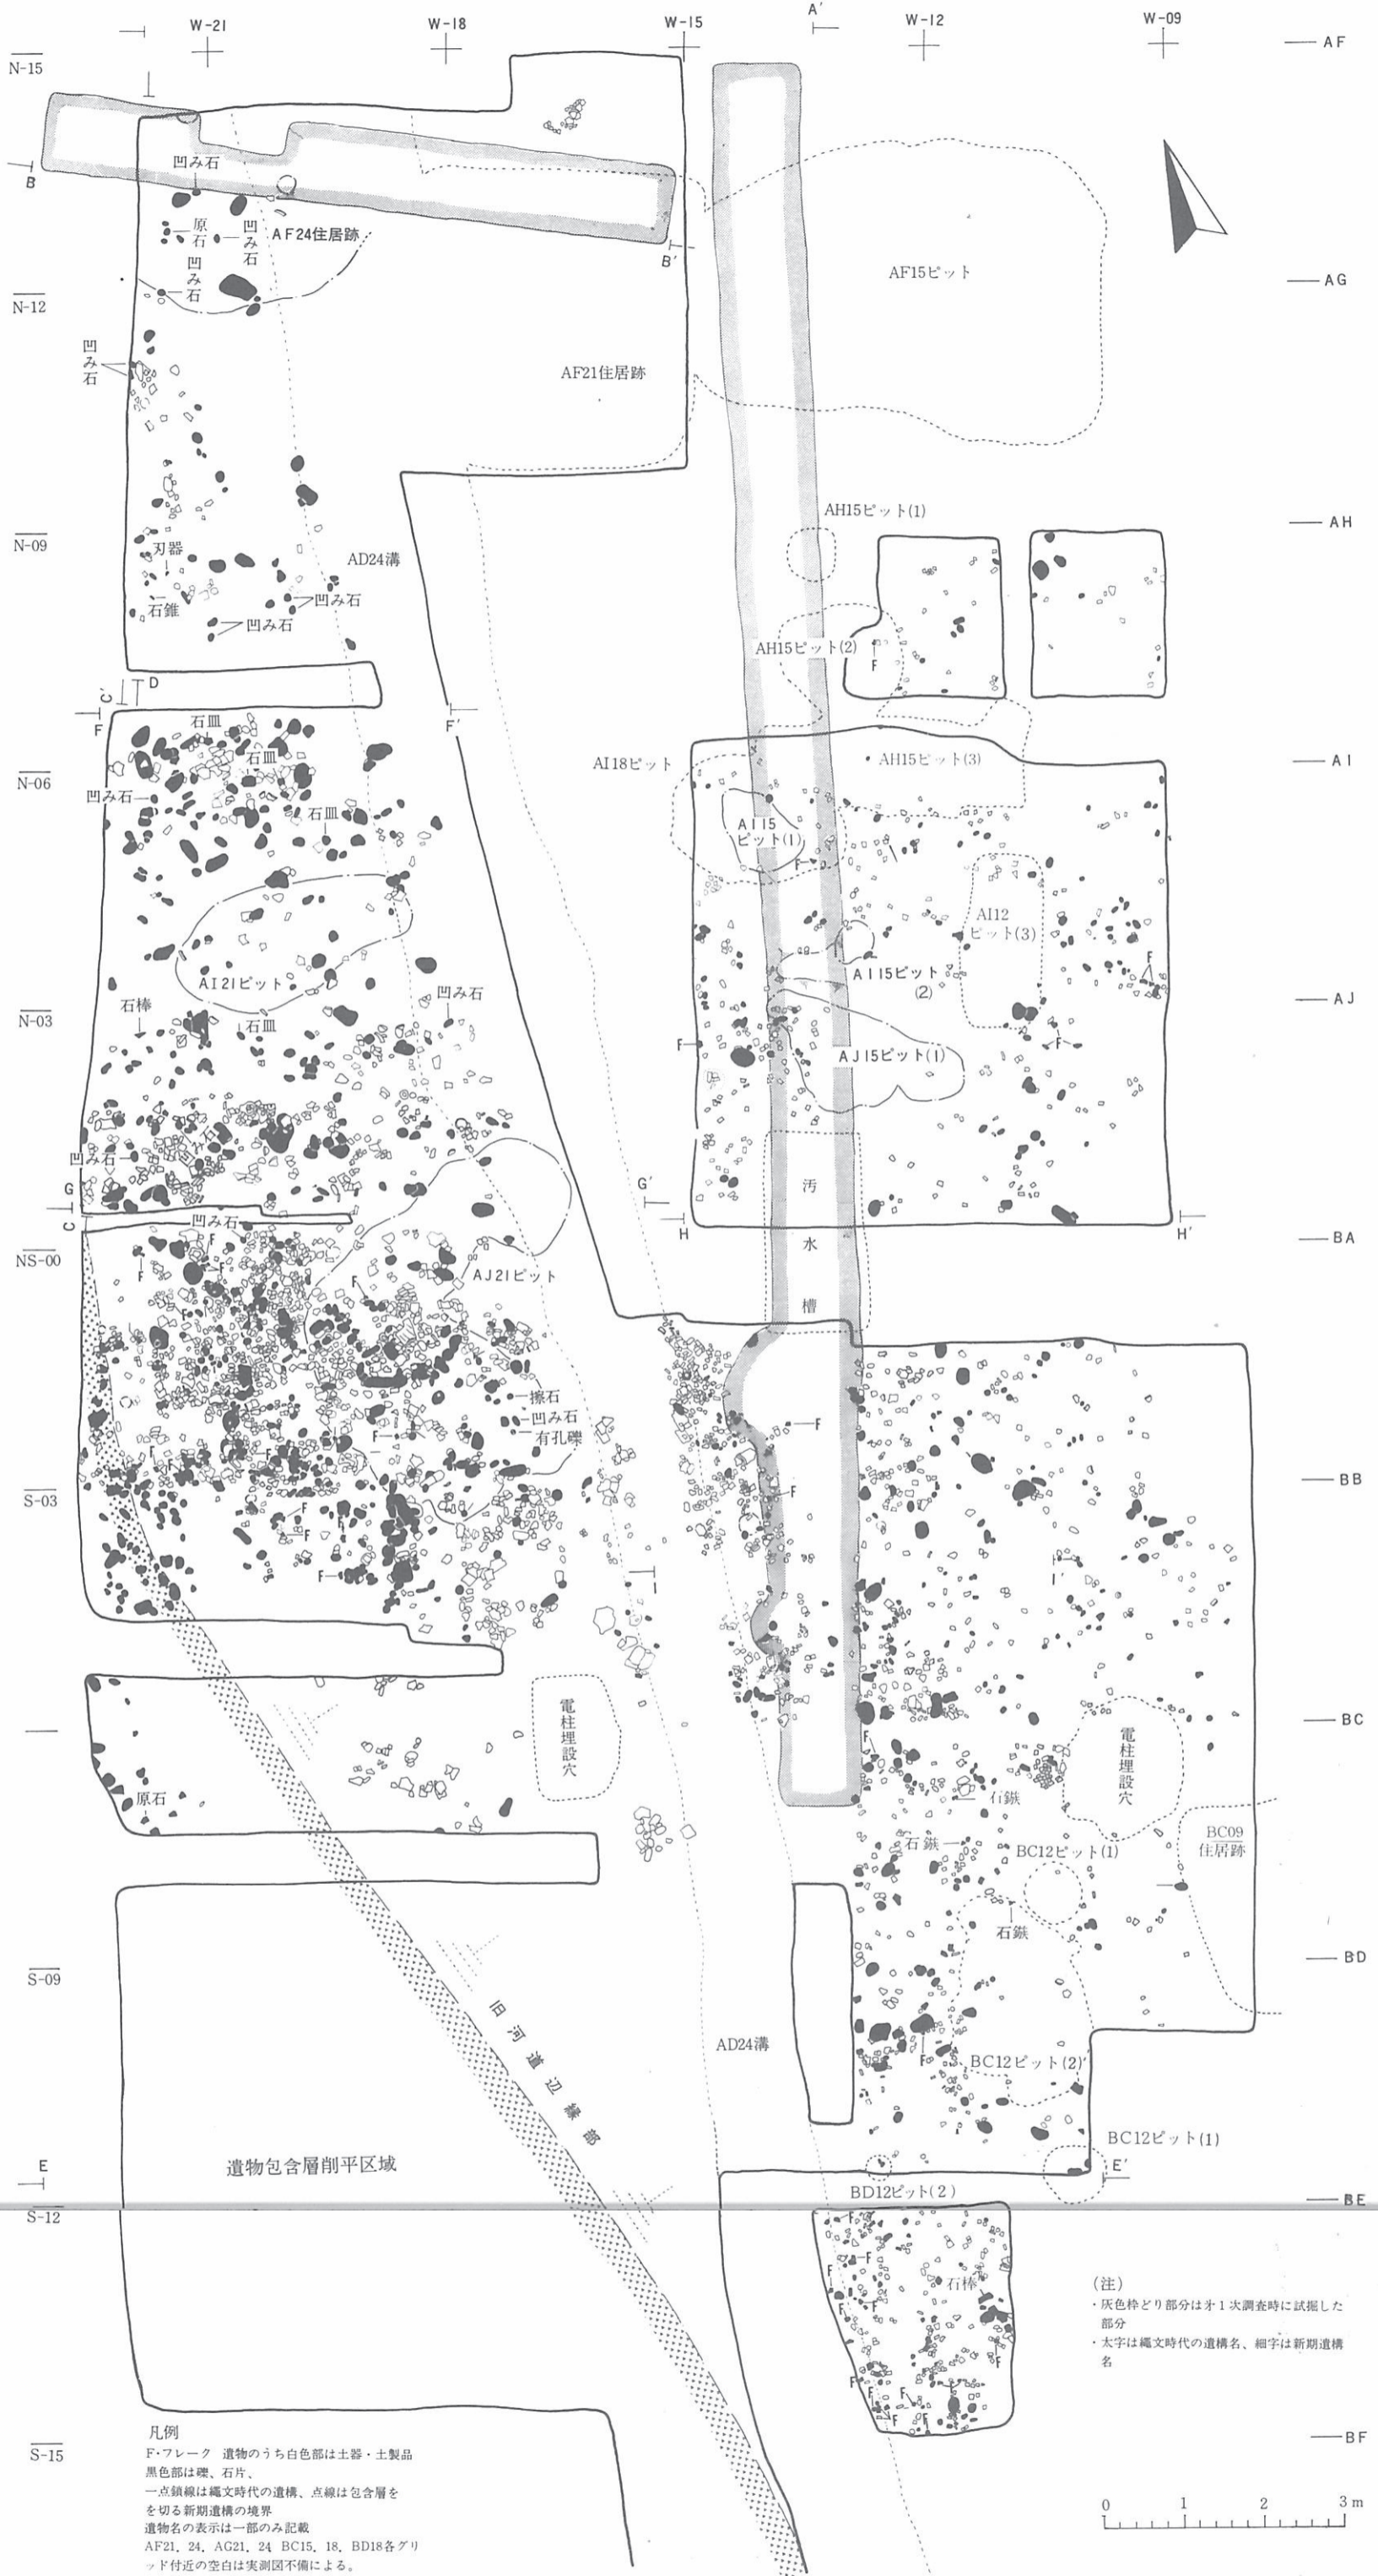 W-21
W-18
W-15
A'
W-12
W-09
AF
N-15
B
凹み石
原石
凹み石
AF24住居跡
凹み石
B'
AF15ピット
AG
N-12
凹み石
AF21住居跡
AH15ピット(1)
AH
N-09
刃器
AD24溝
石錐
凹み石
凹み石
AH15ピット(2)
F
C'
D
F
F'
石皿
石皿
AI18ピット
AH15ピット(3)
AI
N-06
凹み石
石皿
AI15
ピット(1)
F
AI12
ピット(3)
AI21ピット
凹み石
AI15ピット
(2)
F
AJ
N-03
石棒
石皿
F
AJ15ピット(1)
F
凹み石
G
G'
C
H
H'
汚水槽
凹み石
BA
NS-00
F
F
F
F
AJ21ピット
擦石
凹み石
有孔礫
F
F
F
F
BB
S-03
F
F
F
F
I
I'
電柱埋設穴
電柱埋設穴
BC
F
原石
石鏃
石鏃
BC12ピット(1)
BC09
住居跡
石鏃
BD
S-09
旧河道辺縁部
AD24溝
F
BC12ピット(2)
BC12ピット(1)
E
遺物包含層削平区域
E'
BD12ピット(2)
BE
S-12
F
F
F
F
F
石棒
F
F
F
F
F
F
F
BF
S-15
(注)
・灰色枠どり部分は才1次調査時に試掘した
部分
・太字は縄文時代の遺構名、細字は新期遺構
名
凡例
F・フレーク 遺物のうち白色部は土器・土製品
黒色部は礫、石片、
一点鎖線は縄文時代の遺構、点線は包含層を
を切る新期遺構の境界
遺物名の表示は一部のみ記載
AF21, 24, AG21, 24 BC15, 18, BD18各グリ
ッド付近の空白は実測図不備による。
0 1 2 3m